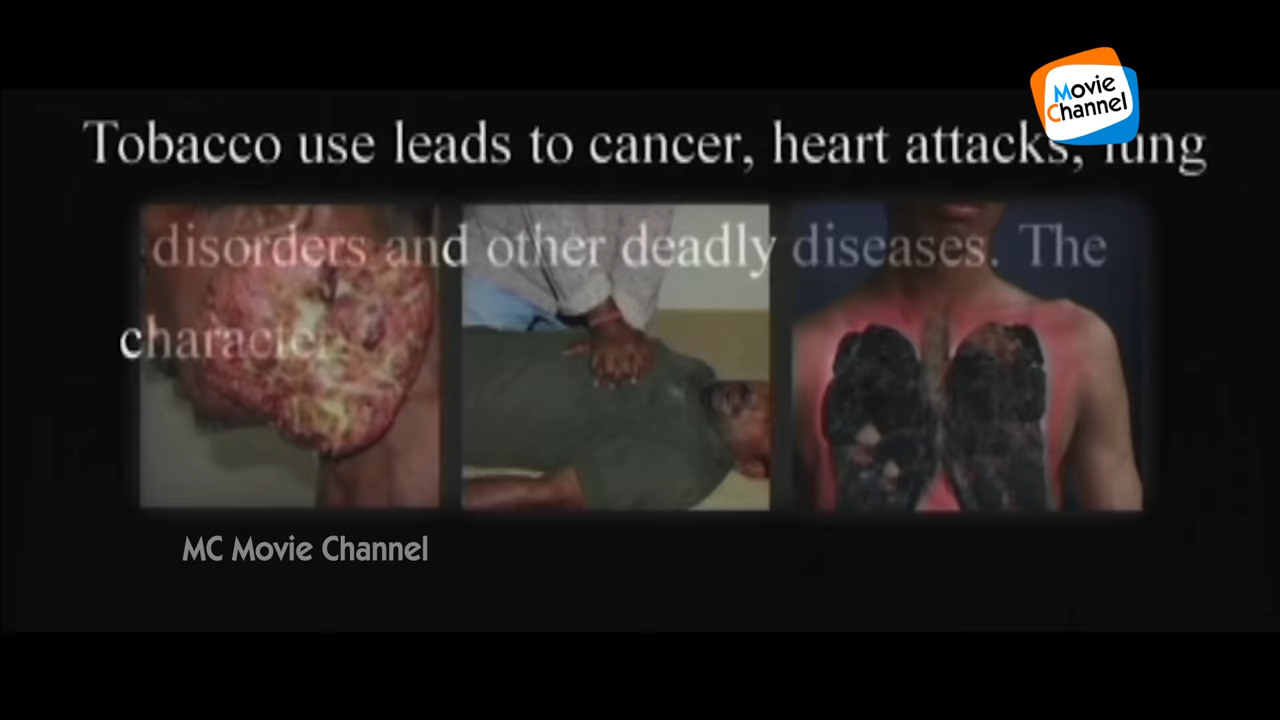 Movie
Channel
Tobacco use leads to cancer, heart attacks, lung
disorders and other deadly diseases. The
character
MC Movie Channel